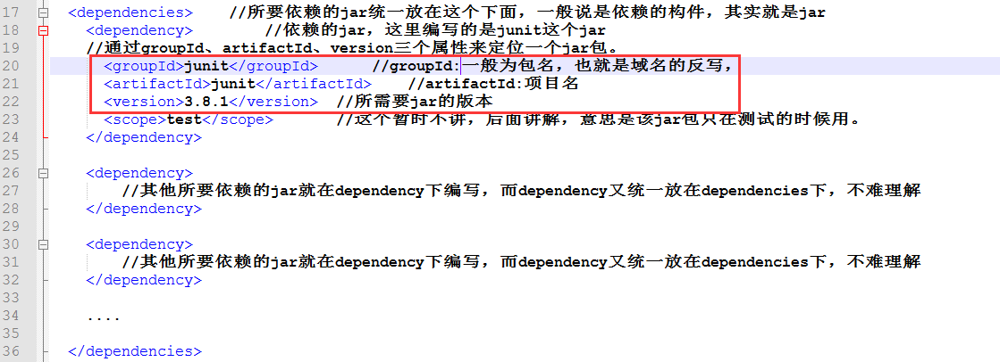 17 <dependencies> //所要依赖的jar统一放在这个下面，一般说是依赖的构件，其实就是jar
18 <dependency> //依赖的jar，这里编写的是junit这个jar
19 //通过groupId、artifactId、version三个属性来定位一个jar包。
20 <groupId>junit</groupId> //groupId:一般为包名，也就是域名的反写，
21 <artifactId>junit</artifactId> //artifactId:项目名
22 <version>3.8.1</version> //所需要jar的版本
23 <scope>test</scope> //这个暂时不讲，后面讲解，意思是该jar包只在测试的时候用。
24 </dependency>
25
26 <dependency>
27 //其他所要依赖的jar就在dependency下编写，而dependency又统一放在dependencies下，不难理解
28 </dependency>
29
30 <dependency>
31 //其他所要依赖的jar就在dependency下编写，而dependency又统一放在dependencies下，不难理解
32 </dependency>
33
34 ....
35
36 </dependencies>